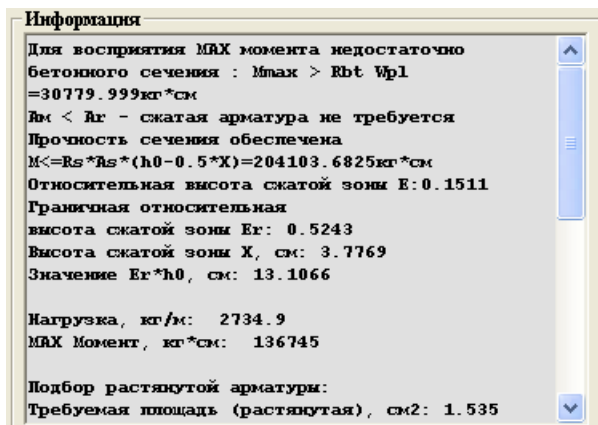 Информация
Для восприятия MAX момента недостаточно
бетонного сечения : Mmax > Rbt Wpl
=30779.999кг*см
Am < Ar - сжатая арматура не требуется
Прочность сечения обеспечена
M<=Rs*As*(h0-0.5*X)=204103.6825кг*см
Относительная высота сжатой зоны E:0.1511
Граничная относительная
высота сжатой зоны Er: 0.5243
Высота сжатой зоны X, см: 3.7769
Значение Er*h0, см: 13.1066
Нагрузка, кг/м: 2734.9
MAX Момент, кг*см: 136745
Подбор растянутой арматуры:
Требуемая площадь (растянутая), см2: 1.535